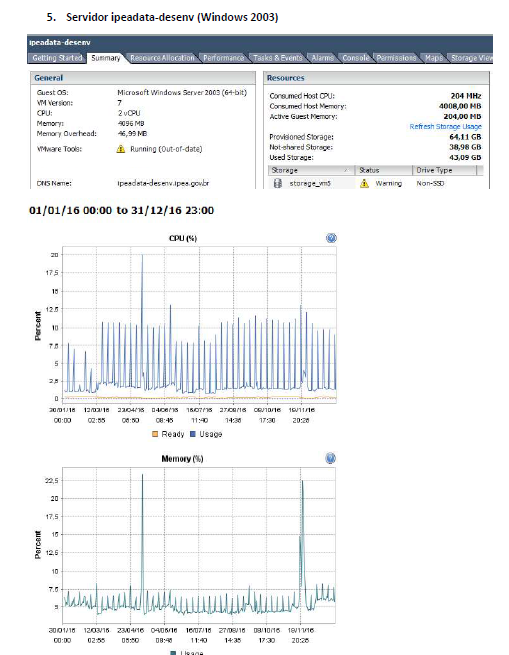 5. Servidor ipeadata-desenv (Windows 2003)
ipeadata-desenv
Getting Started Summary Resource Allocation Performance Tasks & Events Alarms Console Permissions Maps Storage View
General
Guest OS: Microsoft Windows Server 2003 (64-bit)
VM Version: 7
CPU: 2 vCPU
Memory: 4096 MB
Memory Overhead: 46,99 MB
VMware Tools: Running (Out-of-date)
DNS Name: ipeadata-desenv.ipea.gov.br
Resources
Consumed Host CPU: 204 MHz
Consumed Host Memory: 4008,00 MB
Active Guest Memory: 204,00 MB
Refresh Storage Usage
Provisioned Storage: 64,11 GB
Not-shared Storage: 38,98 GB
Used Storage: 43,09 GB
Storage Status Drive Type
storage_vm5 Warning Non-SSD
01/01/16 00:00 to 31/12/16 23:00
CPU (%)
Percent
20
17,5
15
12,5
10
7,5
5
2,5
0
30/01/16 12/03/16 23/04/16 04/06/16 16/07/16 27/08/16 08/10/16 19/11/16
00:00 02:55 05:50 08:45 11:40 14:35 17:30 20:25
Ready Usage
Memory (%)
Percent
22,5
20
17,5
15
12,5
10
7,5
5
30/01/16 12/03/16 23/04/16 04/06/16 16/07/16 27/08/16 08/10/16 19/11/16
00:00 02:55 05:50 08:45 11:40 14:35 17:30 20:25
Usage